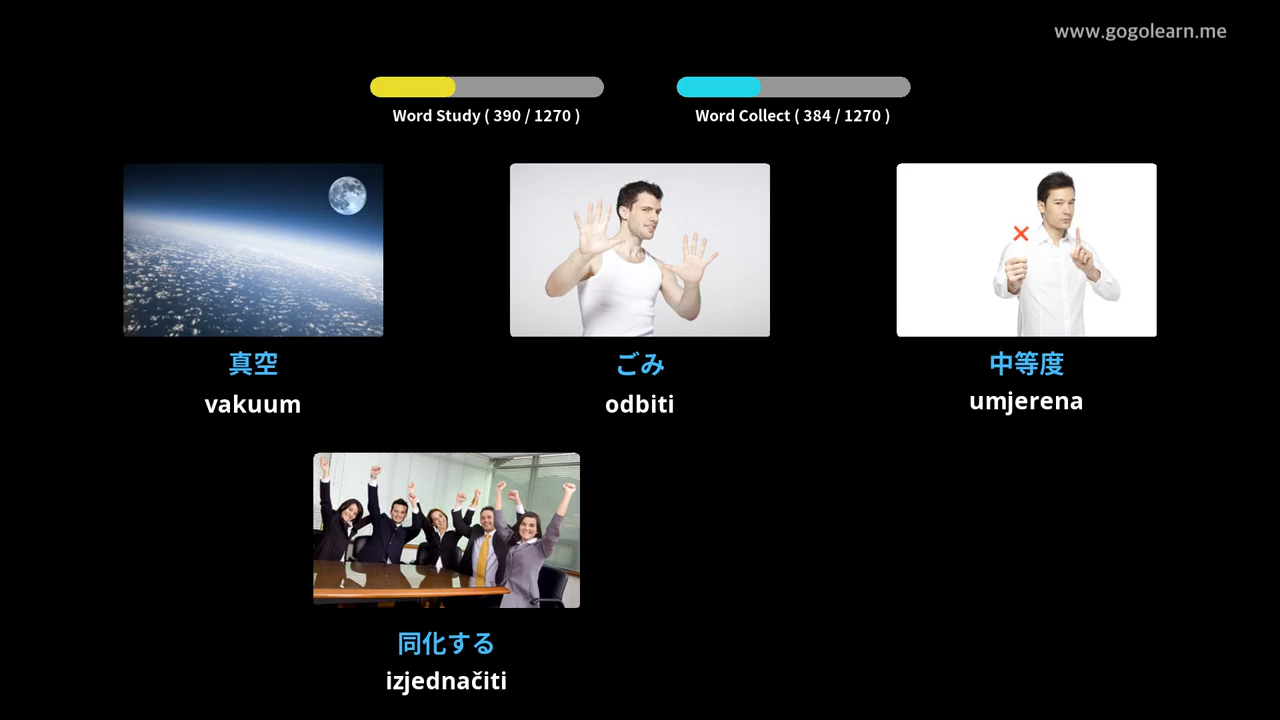 www.gogolearn.me
Word Study ( 390 / 1270 )
Word Collect ( 384 / 1270 )
真空
vakuum
ごみ
odbiti
中等度
umjerena
同化する
izjednačiti